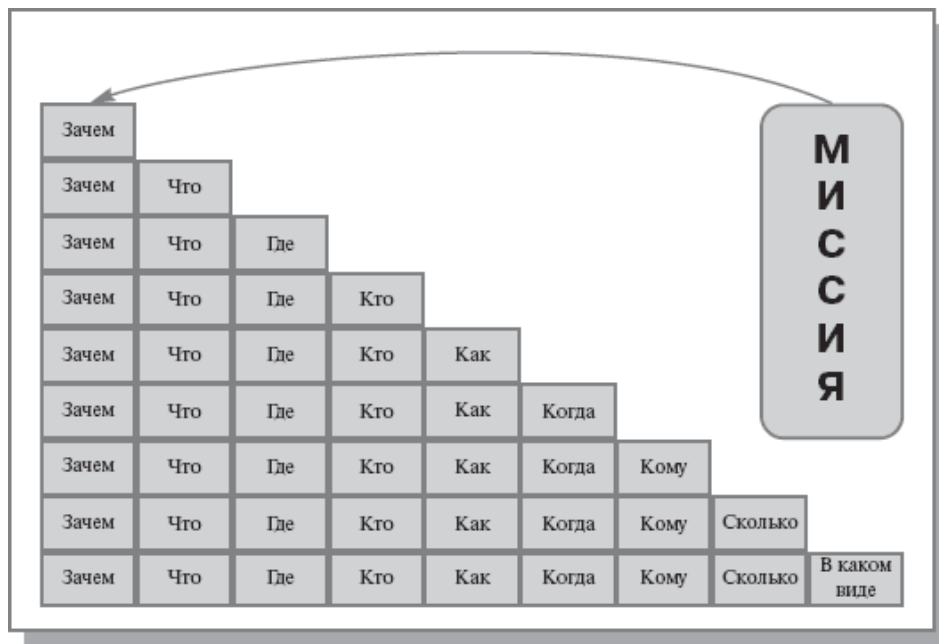 Зачем
Зачем Что
Зачем Что Где
Зачем Что Где Кто
Зачем Что Где Кто Как
Зачем Что Где Кто Как Когда
Зачем Что Где Кто Как Когда Кому
Зачем Что Где Кто Как Когда Кому Сколько
Зачем Что Где Кто Как Когда Кому Сколько В каком
виде
М
И
С
С
И
Я